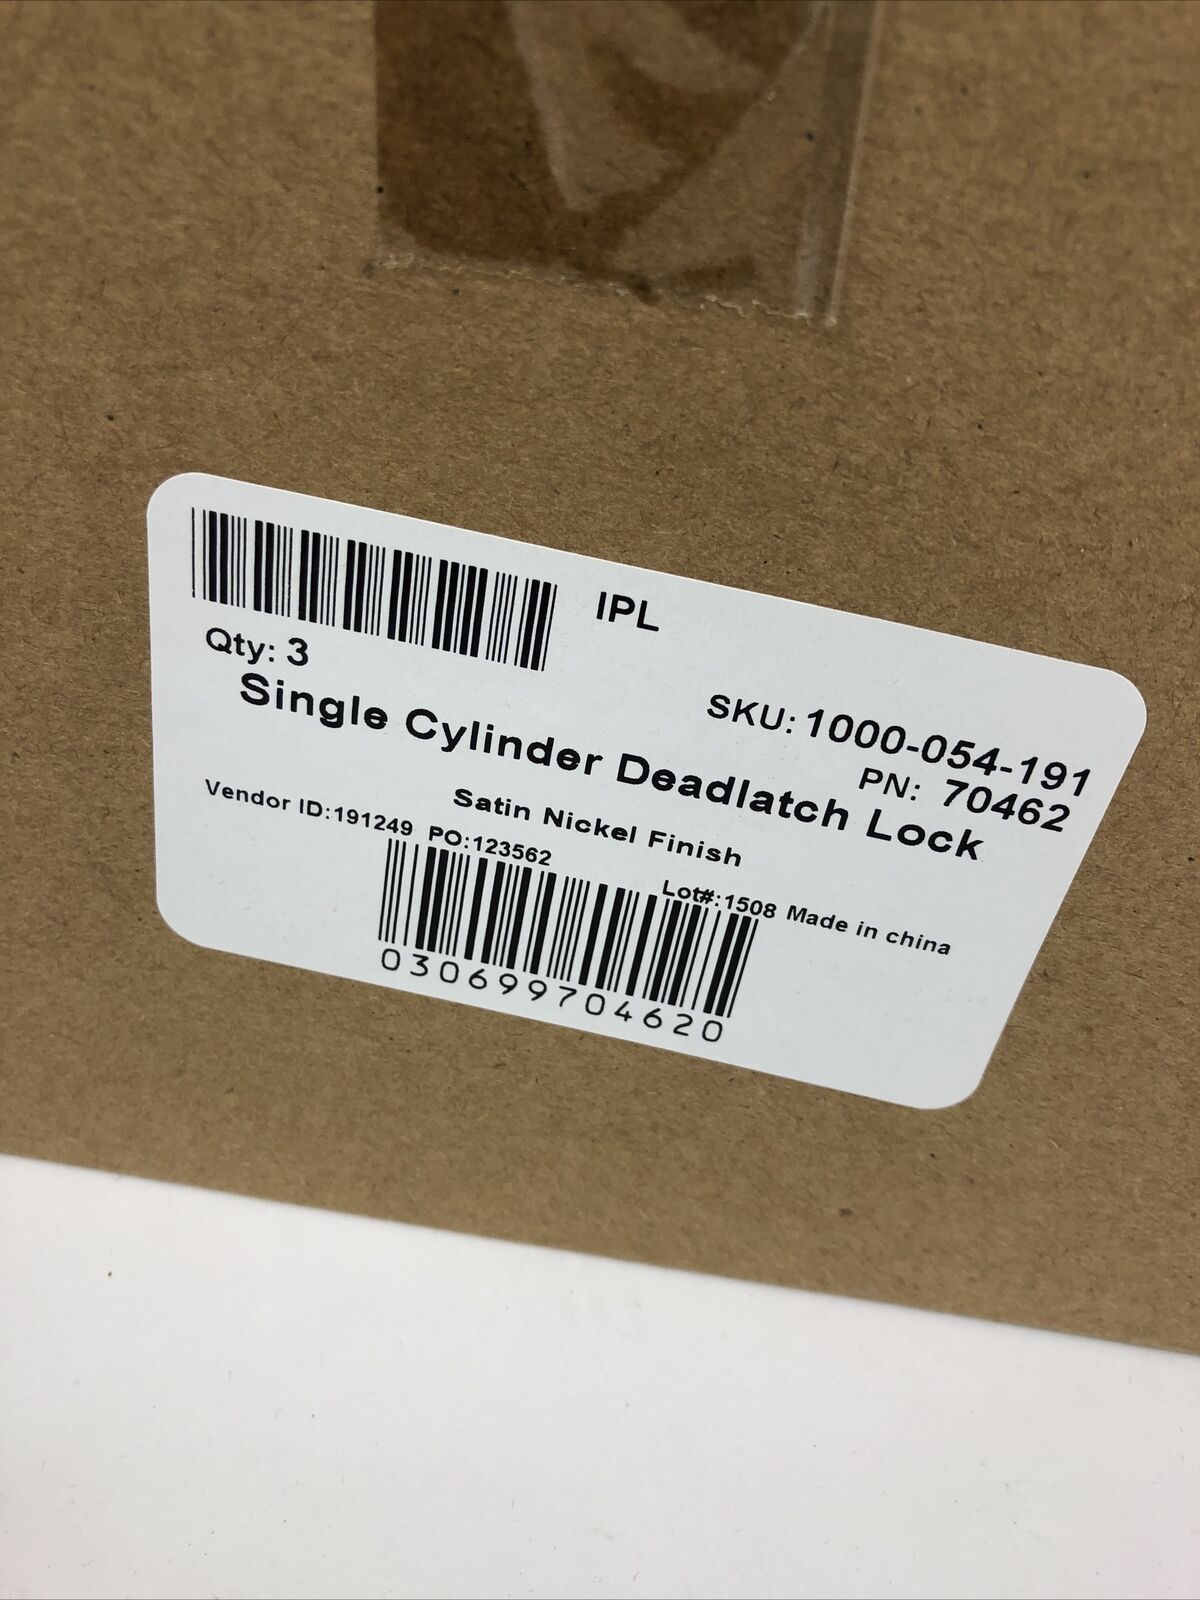 IPL
Qty: 3
SKU: 1000-054-191
PN: 70462
Single Cylinder Deadlatch Lock
Satin Nickel Finish
Vendor ID:191249 PO:123562
Lot#:1508 Made in china
030699704620